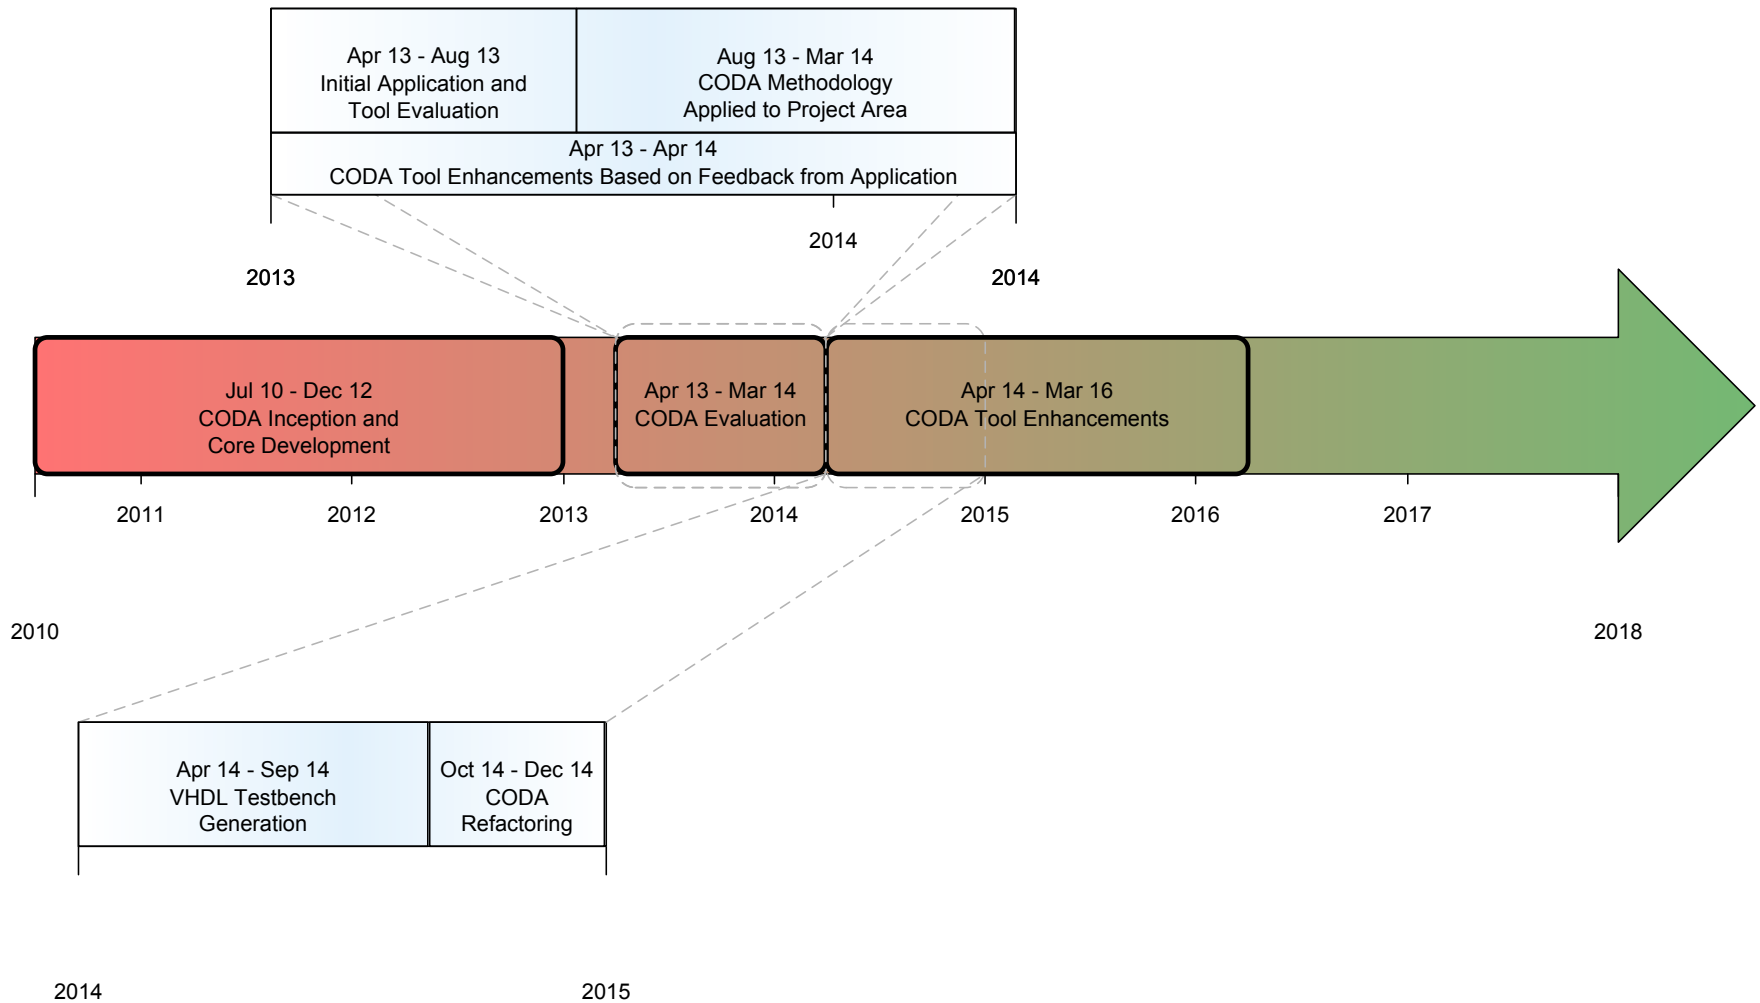 Apr 13 - Aug 13
Initial Application and
Tool Evaluation
Aug 13 - Mar 14
CODA Methodology
Applied to Project Area
Apr 13 - Apr 14
CODA Tool Enhancements Based on Feedback from Application
2014
2013
2014
Jul 10 - Dec 12
CODA Inception and
Core Development
Apr 13 - Mar 14
CODA Evaluation
Apr 14 - Mar 16
CODA Tool Enhancements
2011
2012
2013
2014
2015
2016
2017
2010
2018
Apr 14 - Sep 14
VHDL Testbench
Generation
Oct 14 - Dec 14
CODA
Refactoring
2014
2015